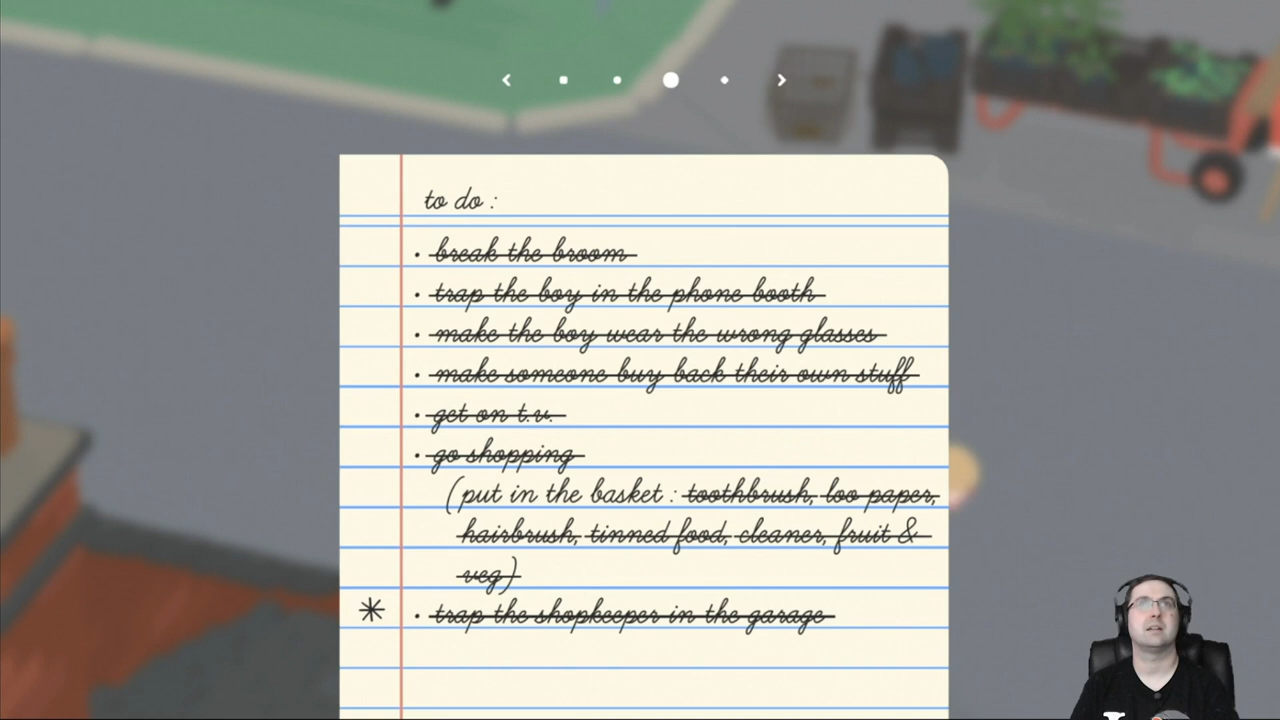 to do :
• break the broom
• trap the boy in the phone booth
• make the boy wear the wrong glasses
• make someone buy back their own stuff
• get on t.v.
• go shopping
(put in the basket : toothbrush, loo paper,
hairbrush, tinned food, cleaner, fruit &
veg)
• trap the shopkeeper in the garage